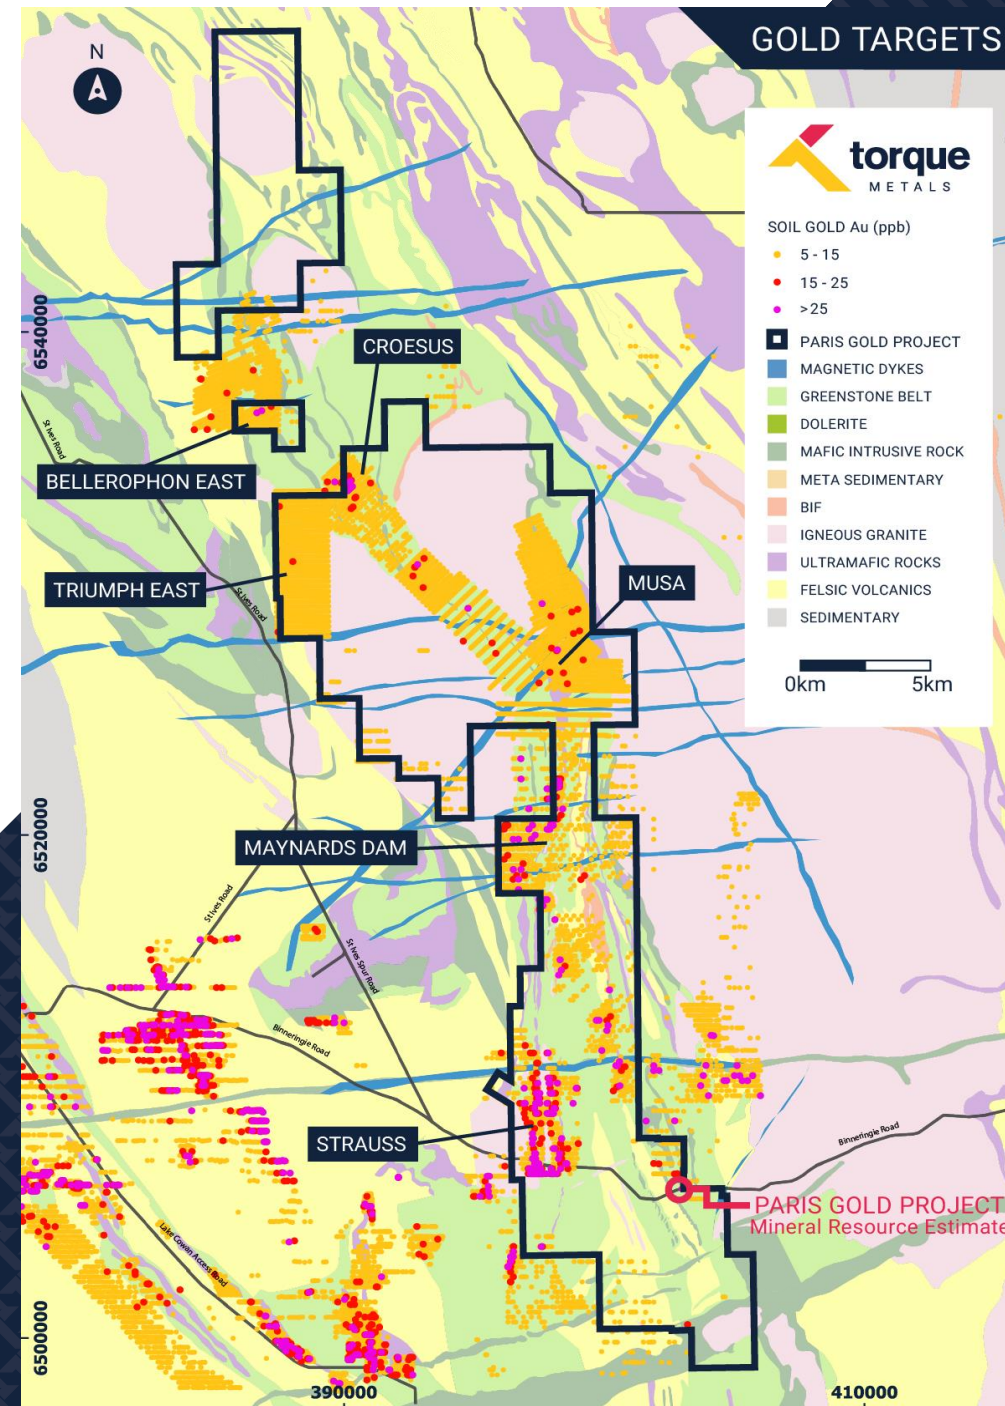 GOLD TARGETS
N
torque
METALS
SOIL GOLD Au (ppb)
5 - 15
15 - 25
>25
PARIS GOLD PROJECT
MAGNETIC DYKES
GREENSTONE BELT
DOLERITE
MAFIC INTRUSIVE ROCK
META SEDIMENTARY
BIF
IGNEOUS GRANITE
ULTRAMAFIC ROCKS
FELSIC VOLCANICS
SEDIMENTARY
0km 5km
6540000
CROESUS
St Ives Road
BELLEROPHON EAST
TRIUMPH EAST
St Ives Road
MUSA
6520000
MAYNARDS DAM
St Ives Road
St Ives Spur Road
Binneringie Road
STRAUSS
Binneringie Road
PARIS GOLD PROJECT
Mineral Resource Estimate
Lake Cowan Access Road
6500000
390000
410000